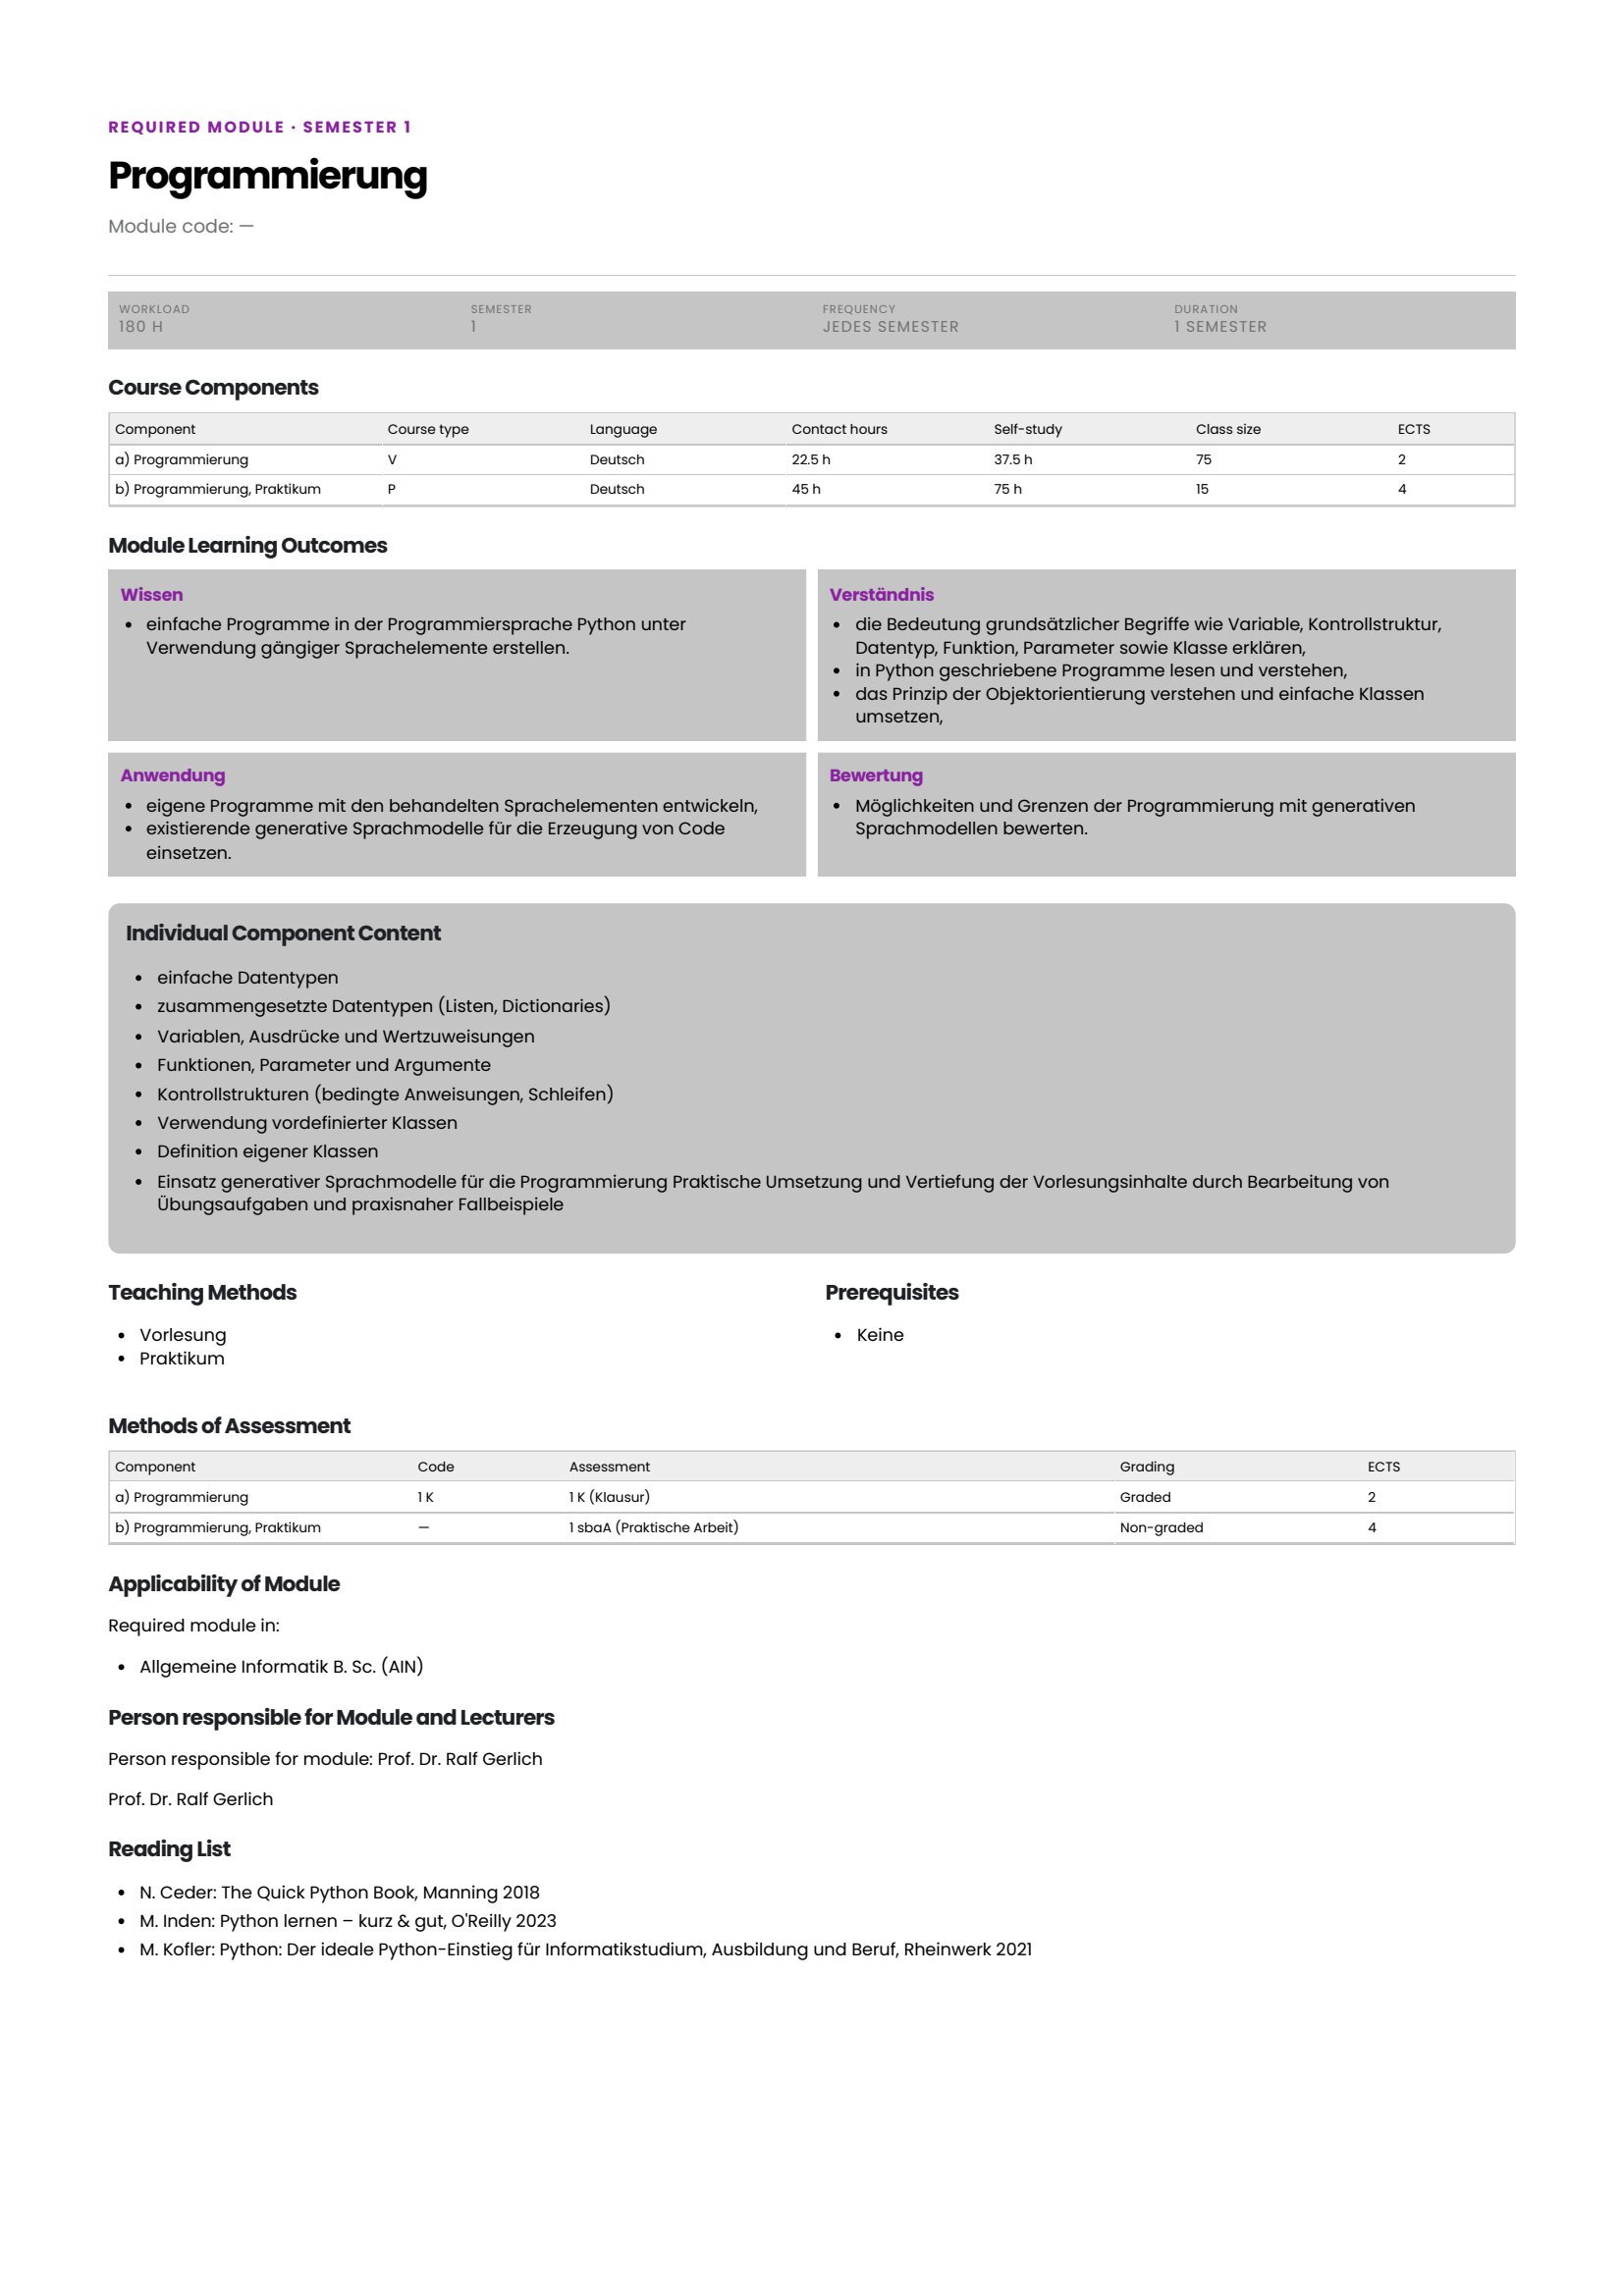 REQUIRED MODULE · SEMESTER 1
Programmierung
Module code: —
WORKLOAD SEMESTER FREQUENCY DURATION
180 H 1 JEDES SEMESTER 1 SEMESTER
Course Components
Component Course type Language Contact hours Self-study Class size ECTS
a) Programmierung V Deutsch 22.5 h 37.5 h 75 2
b) Programmierung, Praktikum P Deutsch 45 h 75 h 15 4
Module Learning Outcomes
Wissen
• einfache Programme in der Programmiersprache Python unter
Verwendung gängiger Sprachelemente erstellen.
Verständnis
• die Bedeutung grundsätzlicher Begriffe wie Variable, Kontrollstruktur,
Datentyp, Funktion, Parameter sowie Klasse erklären,
• in Python geschriebene Programme lesen und verstehen,
• das Prinzip der Objektorientierung verstehen und einfache Klassen
umsetzen,
Anwendung
• eigene Programme mit den behandelten Sprachelementen entwickeln,
• existierende generative Sprachmodelle für die Erzeugung von Code
einsetzen.
Bewertung
• Möglichkeiten und Grenzen der Programmierung mit generativen
Sprachmodellen bewerten.
Individual Component Content
• einfache Datentypen
• zusammengesetzte Datentypen (Listen, Dictionaries)
• Variablen, Ausdrücke und Wertzuweisungen
• Funktionen, Parameter und Argumente
• Kontrollstrukturen (bedingte Anweisungen, Schleifen)
• Verwendung vordefinierter Klassen
• Definition eigener Klassen
• Einsatz generativer Sprachmodelle für die Programmierung Praktische Umsetzung und Vertiefung der Vorlesungsinhalte durch Bearbeitung von
Übungsaufgaben und praxisnaher Fallbeispiele
Teaching Methods
• Vorlesung
• Praktikum
Prerequisites
• Keine
Methods of Assessment
Component Code Assessment Grading ECTS
a) Programmierung 1 K 1 K (Klausur) Graded 2
b) Programmierung, Praktikum — 1 sbaA (Praktische Arbeit) Non-graded 4
Applicability of Module
Required module in:
• Allgemeine Informatik B. Sc. (AIN)
Person responsible for Module and Lecturers
Person responsible for module: Prof. Dr. Ralf Gerlich
Prof. Dr. Ralf Gerlich
Reading List
• N. Ceder: The Quick Python Book, Manning 2018
• M. Inden: Python lernen – kurz & gut, O'Reilly 2023
• M. Kofler: Python: Der ideale Python-Einstieg für Informatikstudium, Ausbildung und Beruf, Rheinwerk 2021